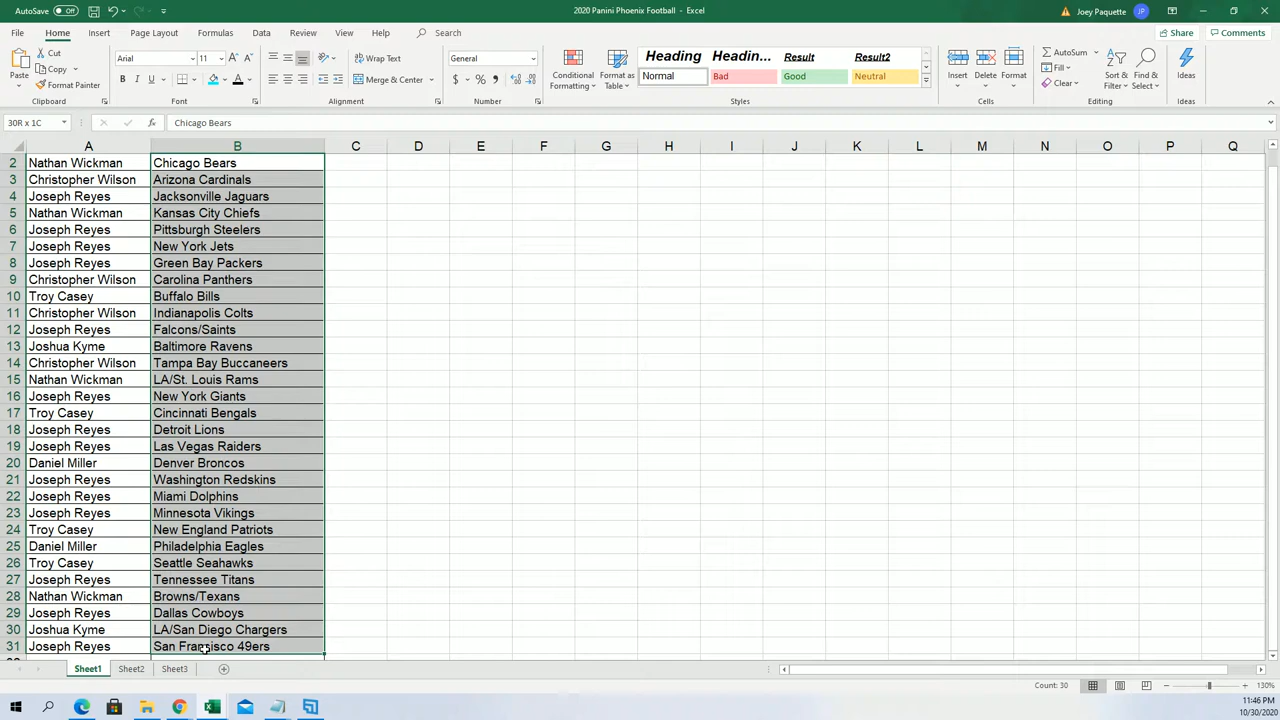 AutoSave Off 2020 Panini Phoenix Football - Excel Joey Paquette JP
File Home Insert Page Layout Formulas Data Review View Help Search Share Comments
Paste Cut Copy Format Painter Clipboard
Arial 11 A A B I U A Font
Wrap Text Merge & Center Alignment
General $ % Number
Conditional Formatting Format as Table
Heading Headin... Result Result2
Normal Bad Good Neutral
Styles
Insert Delete Format Cells
AutoSum Fill Clear Sort & Filter Find & Select Editing
Ideas Ideas
30R x 1C fx Chicago Bears
A B C D E F G H I J K L M N O P Q
2 Nathan Wickman Chicago Bears
3 Christopher Wilson Arizona Cardinals
4 Joseph Reyes Jacksonville Jaguars
5 Nathan Wickman Kansas City Chiefs
6 Joseph Reyes Pittsburgh Steelers
7 Joseph Reyes New York Jets
8 Joseph Reyes Green Bay Packers
9 Christopher Wilson Carolina Panthers
10 Troy Casey Buffalo Bills
11 Christopher Wilson Indianapolis Colts
12 Joseph Reyes Falcons/Saints
13 Joshua Kyme Baltimore Ravens
14 Christopher Wilson Tampa Bay Buccaneers
15 Nathan Wickman LA/St. Louis Rams
16 Joseph Reyes New York Giants
17 Troy Casey Cincinnati Bengals
18 Joseph Reyes Detroit Lions
19 Joseph Reyes Las Vegas Raiders
20 Daniel Miller Denver Broncos
21 Joseph Reyes Washington Redskins
22 Joseph Reyes Miami Dolphins
23 Joseph Reyes Minnesota Vikings
24 Troy Casey New England Patriots
25 Daniel Miller Philadelphia Eagles
26 Troy Casey Seattle Seahawks
27 Joseph Reyes Tennessee Titans
28 Nathan Wickman Browns/Texans
29 Joseph Reyes Dallas Cowboys
30 Joshua Kyme LA/San Diego Chargers
31 Joseph Reyes San Francisco 49ers
Sheet1 Sheet2 Sheet3
Count: 30 130%
11:46 PM
10/30/2020